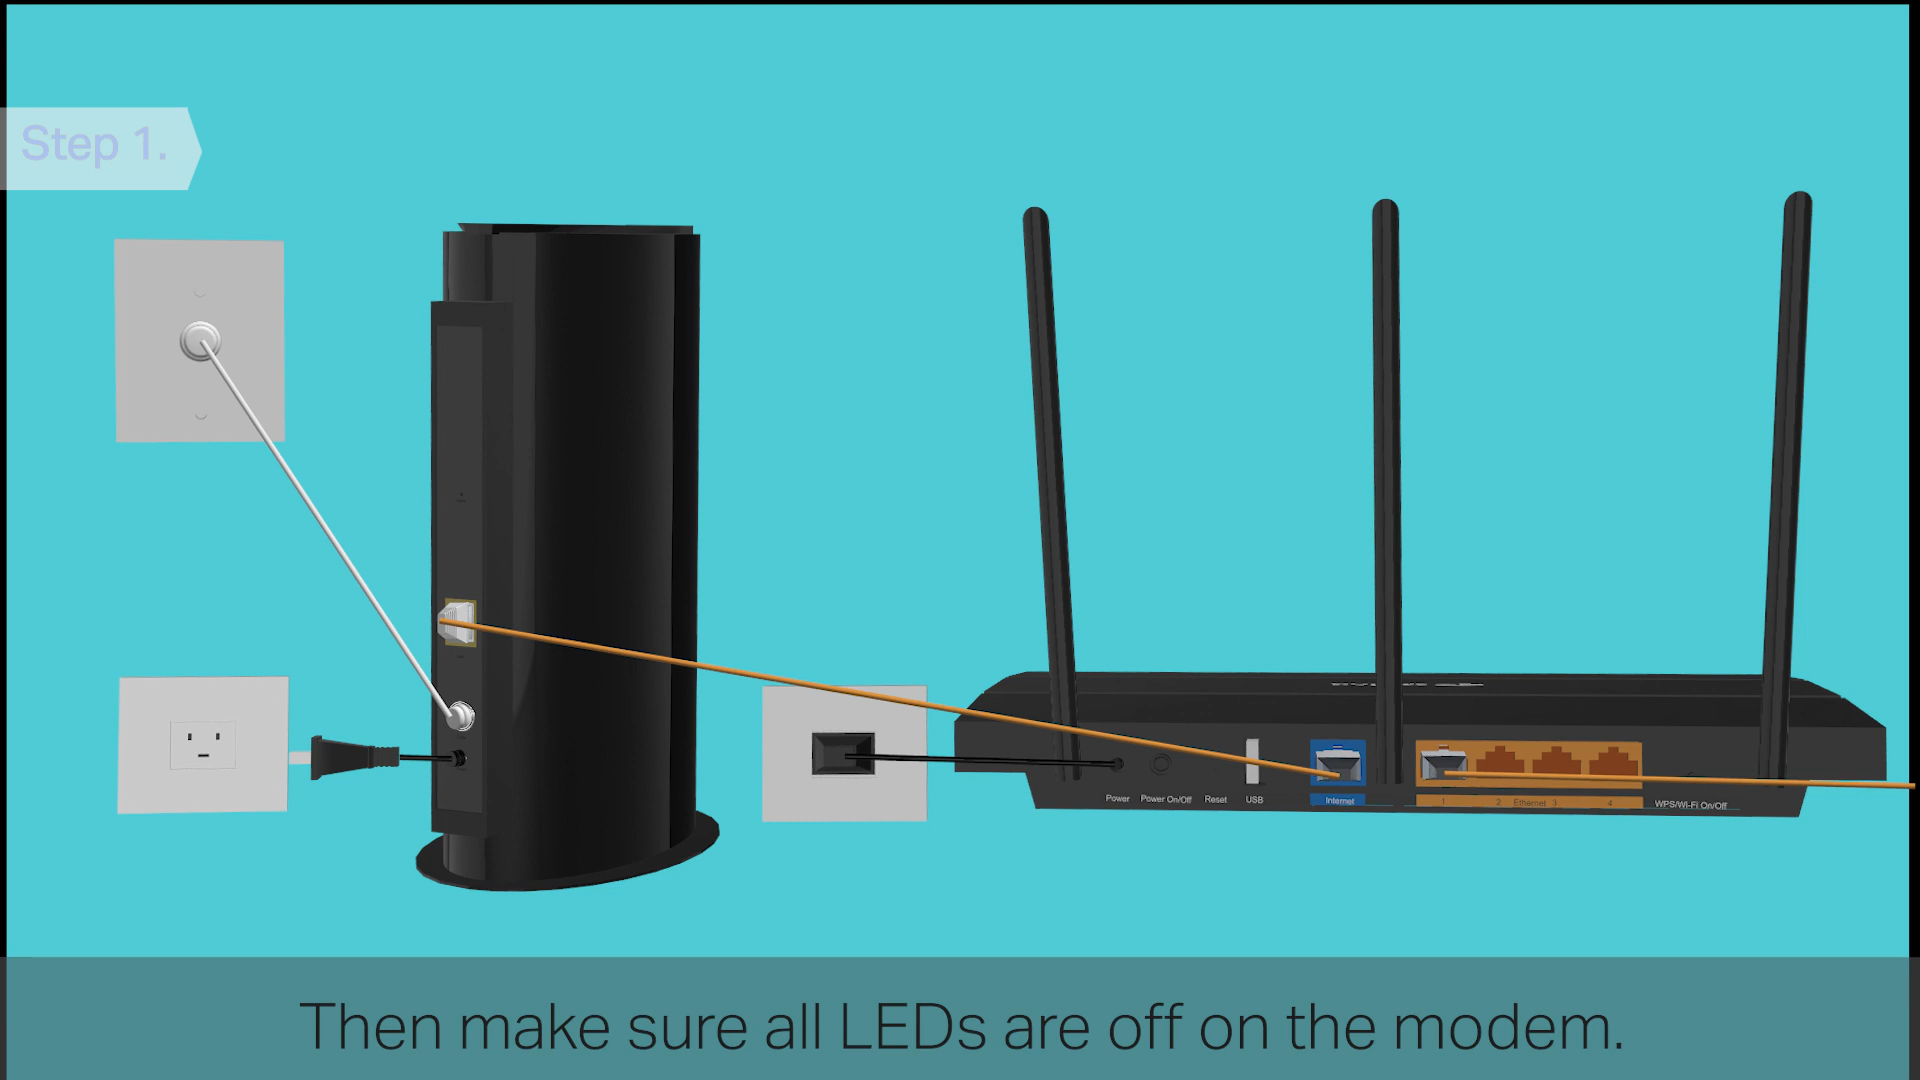 Step 1.
Power Power On/Off Reset USB Internet 1 2 Ethernet 3 4 WPS/Wi-Fi On/Off
Then make sure all LEDs are off on the modem.